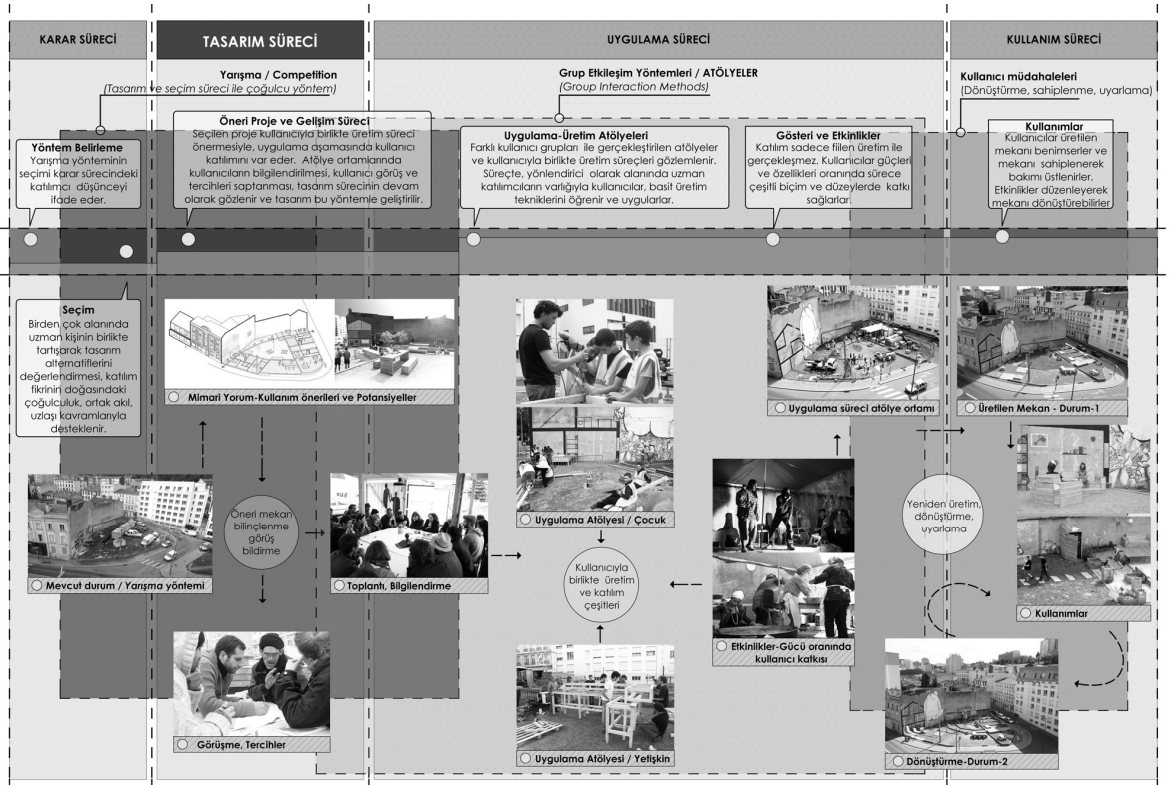 KARAR SÜRECİ
TASARIM SÜRECİ
UYGULAMA SÜRECİ
KULLANIM SÜRECİ
Yarışma / Competition
(Tasarım ve seçim süreci ile çoğulcu yöntem)
Grup Etkileşim Yöntemleri / ATÖLYELER
(Group Interaction Methods)
Kullanıcı müdahaleleri
(Dönüştürme, sahiplenme, uyarlama)
Yöntem Belirleme
Yarışma yönteminin
seçimi karar sürecindeki
katılımcı düşünceyi
ifade eder.
Öneri Proje ve Gelişim Süreci
Seçilen proje kullanıcıyla birlikte üretim süreci
önermesiyle, uygulama aşamasında kullanıcı
katılımını var eder. Atölye ortamlarında
kullanıcıların bilgilendirilmesi, kullanıcı görüş ve
tercihleri saptanması, tasarım sürecinin devam
olarak gözlenir ve tasarım bu yöntemle geliştirilir.
Uygulama-Üretim Atölyeleri
Farklı kullanıcı grupları ile gerçekleştirilen atölyeler
ve kullanıcıyla birlikte üretim süreçleri gözlemlenir.
Süreçte, yönlendirici olarak alanında uzman
katılımcıların varlığıyla kullanıcılar, basit üretim
tekniklerini öğrenir ve uygularlar.
Gösteri ve Etkinlikler
Katılım sadece fiilen üretim ile
gerçekleşmez. Kullanıcılar güçleri
ve özellikleri oranında sürece
çeşitli biçim ve düzeylerde katkı
sağlarlar.
Kullanımlar
Kullanıcılar üretilen
mekanı benimserler ve
mekanı sahiplenerek
bakımı üstlenirler.
Etkinlikler düzenleyerek
mekanı dönüştürebilirler
Seçim
Birden çok alanında
uzman kişinin birlikte
tartışarak tasarım
alternatiflerini
değerlendirmesi, katılım
fikrinin doğasındaki
çoğulculuk, ortak akıl,
uzlaşı kavramlarıyla
desteklenir.
Mimari Yorum-Kullanım önerileri ve Potansiyeller
Uygulama süreci atölye ortamı
Üretilen Mekan - Durum-1
Uygulama Atölyesi / Çocuk
Öneri mekan
bilinçlenme
görüş
bildirme
Yeniden üretim,
dönüştürme,
uyarlama
Mevcut durum / Yarışma yöntemi
Toplantı, Bilgilendirme
Kullanıcıyla
birlikte üretim
ve katılım
çeşitleri
Kullanımlar
Etkinlikler-Gücü oranında
kullanıcı katkısı
Görüşme, Tercihler
Uygulama Atölyesi / Yetişkin
Dönüştürme-Durum-2